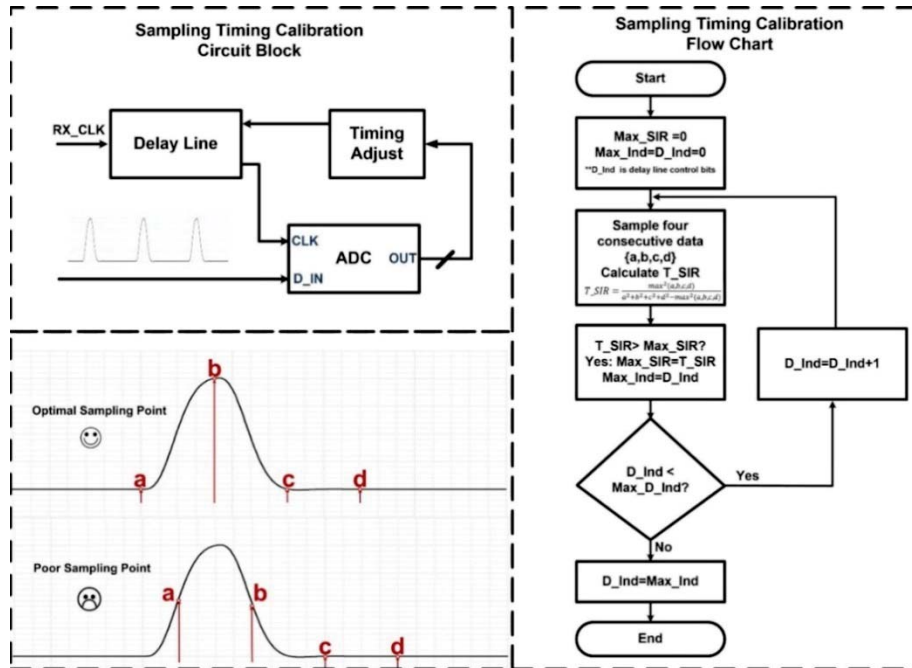 Sampling Timing Calibration
Circuit Block
RX_CLK
Delay Line
Timing
Adjust
CLK
ADC
OUT
D_IN
b
Optimal Sampling Point
a
c
d
Poor Sampling Point
a
b
c
d
Sampling Timing Calibration
Flow Chart
Start
Max_SIR =0
Max_Ind=D_Ind=0
**D_Ind is delay line control bits
Sample four
consecutive data
{a,b,c,d}
Calculate T_SIR
T_SIR = max²(a,b,c,d) / a²+b²+c²+d²−max²(a,b,c,d)
T_SIR> Max_SIR?
Yes: Max_SIR=T_SIR
Max_Ind=D_Ind
D_Ind=D_Ind+1
D_Ind <
Max_D_Ind?
Yes
No
D_Ind=Max_Ind
End